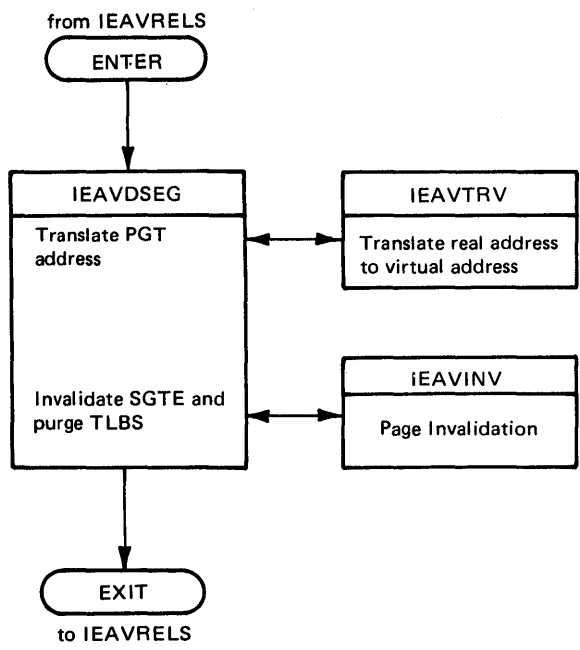 from IEAVRELS
ENTER
IEAVDSEG
Translate PGT
address
Invalidate SGTE and
purge TLBS
IEAVTRV
Translate real address
to virtual address
IEAVINV
Page Invalidation
EXIT
to IEAVRELS